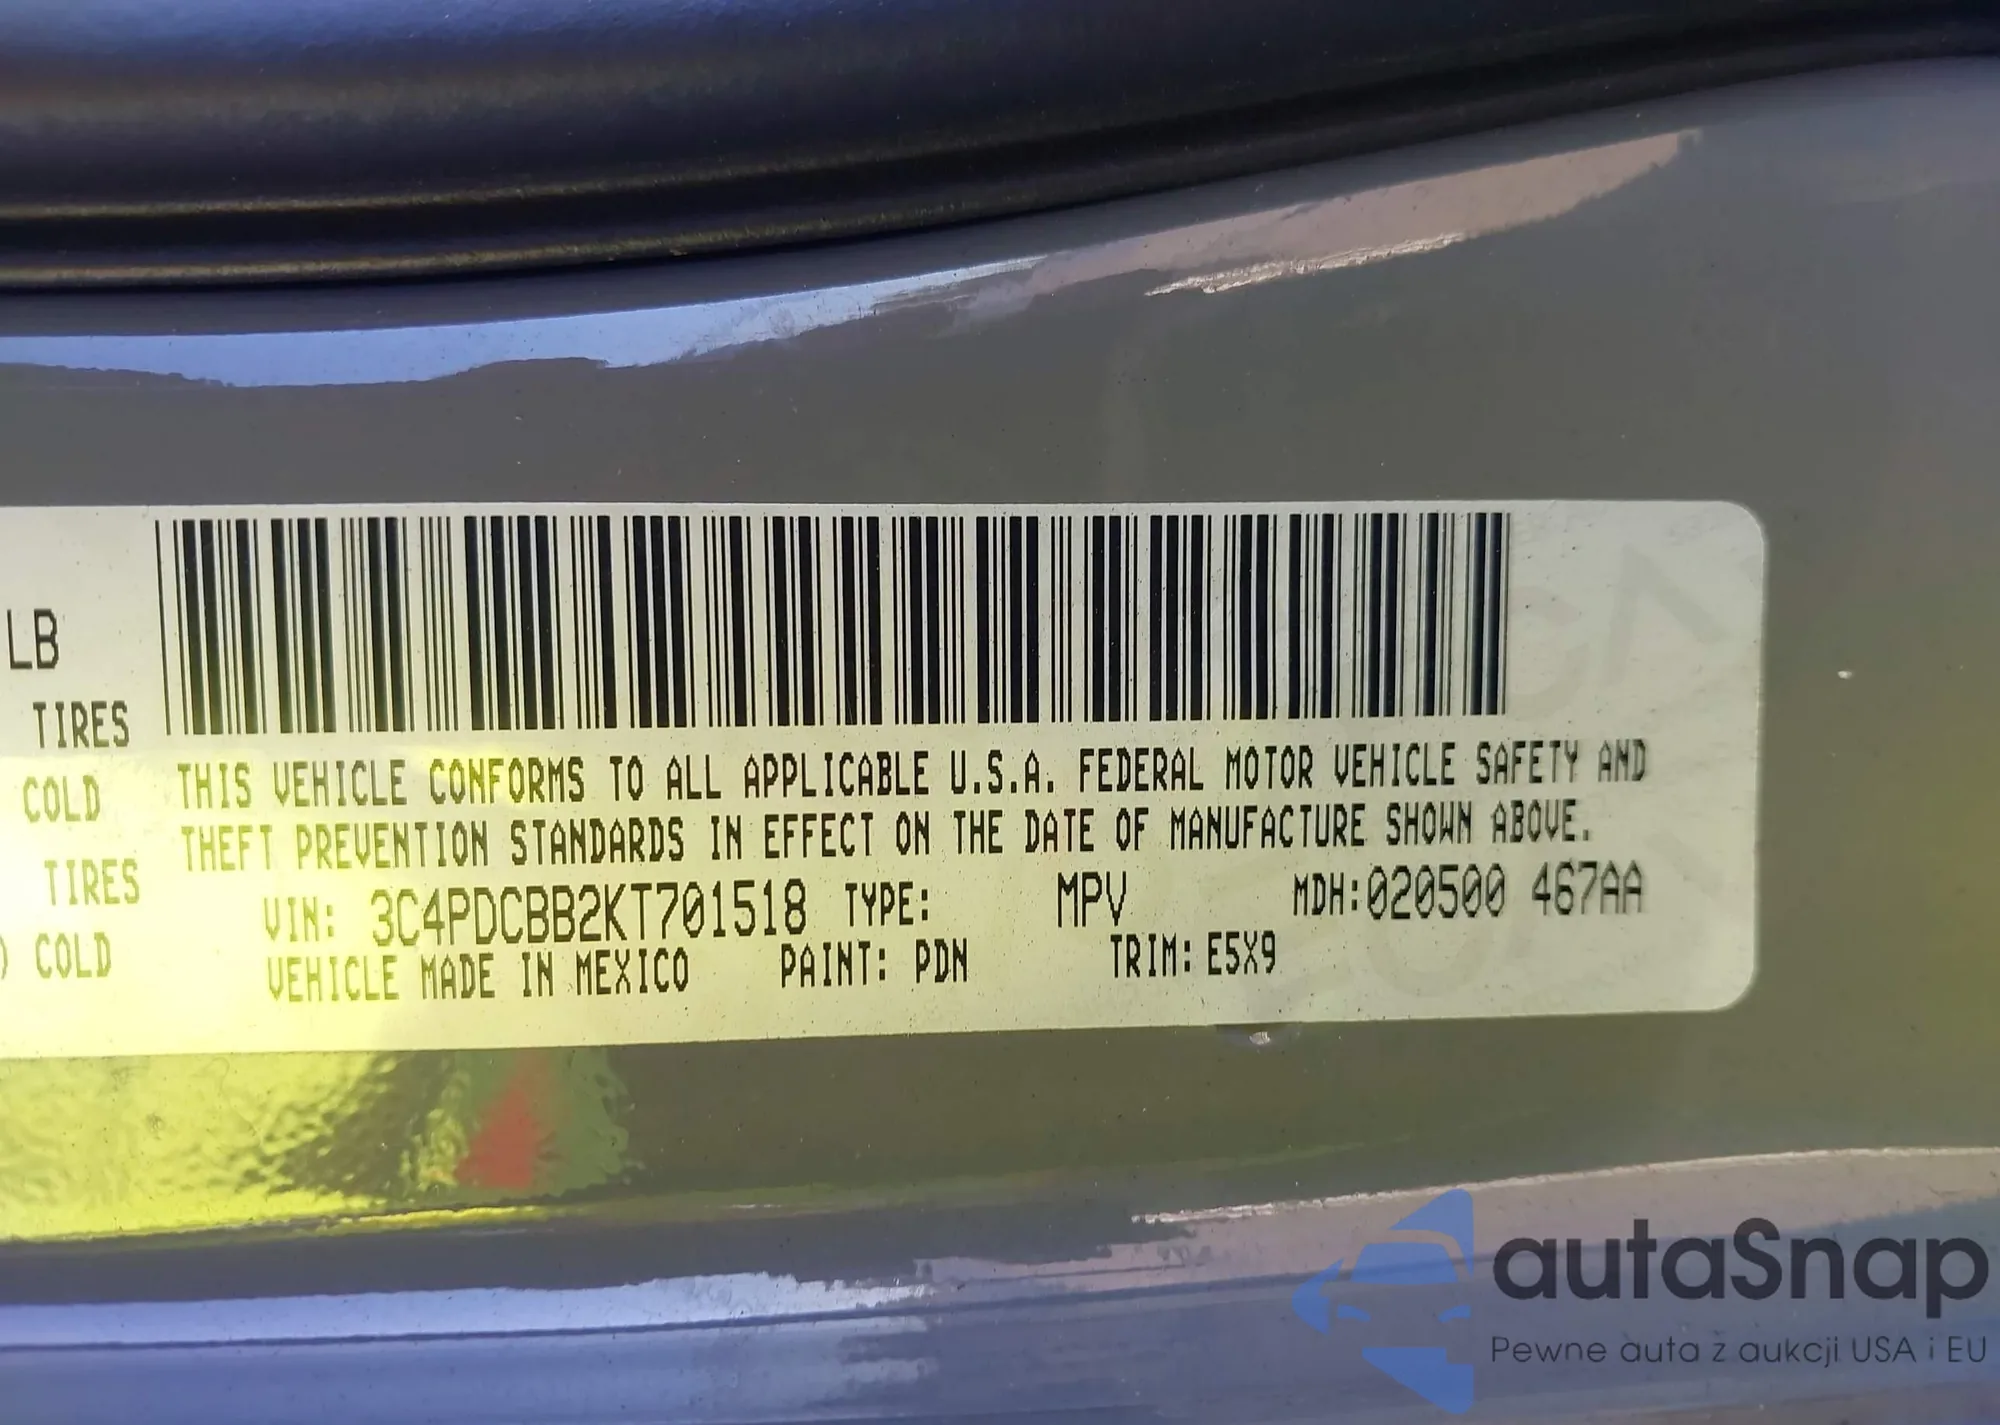 LB
TIRES
COLD
TIRES
) COLD
THIS VEHICLE CONFORMS TO ALL APPLICABLE U.S.A. FEDERAL MOTOR VEHICLE SAFETY AND
THEFT PREVENTION STANDARDS IN EFFECT ON THE DATE OF MANUFACTURE SHOWN ABOVE.
VIN: 3C4PDCBB2KT701518 TYPE: MPV MDH:020500 467AA
VEHICLE MADE IN MEXICO PAINT: PDN TRIM: E5X9
autaSnap
Pewne auta z aukcji USA i EU